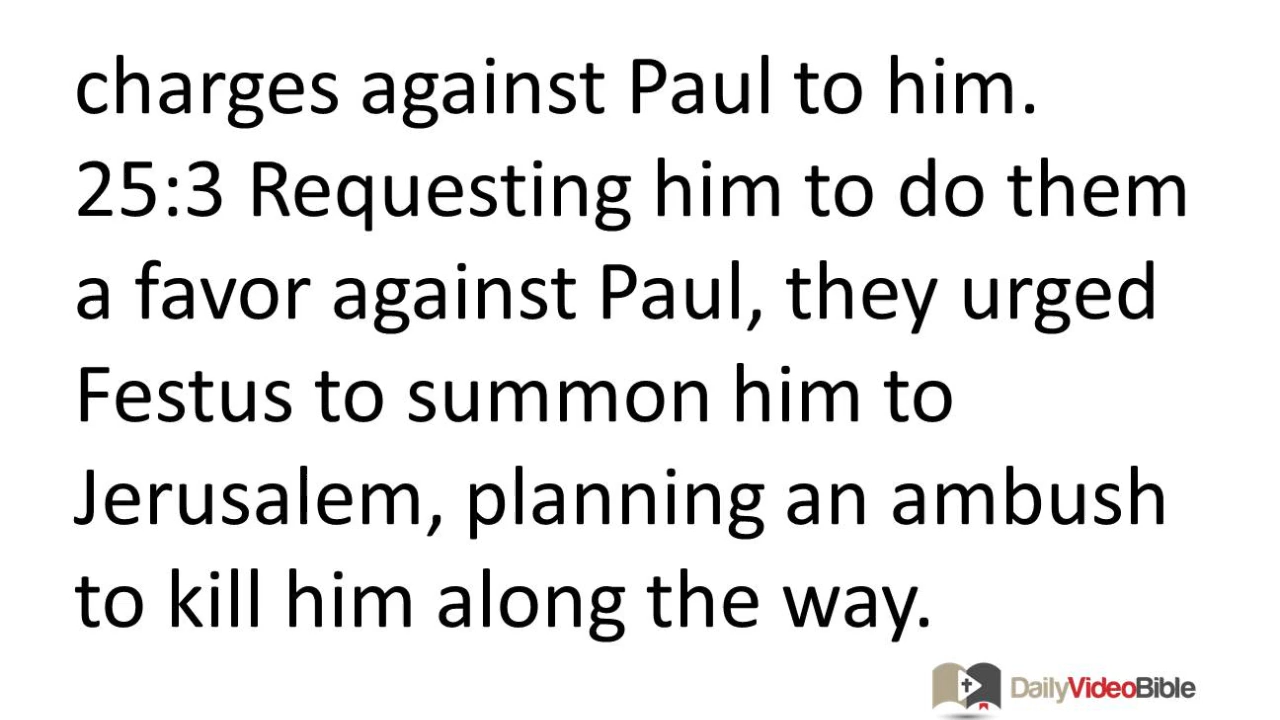 charges against Paul to him.
25:3 Requesting him to do them
a favor against Paul, they urged
Festus to summon him to
Jerusalem, planning an ambush
to kill him along the way.
DailyVideoBible